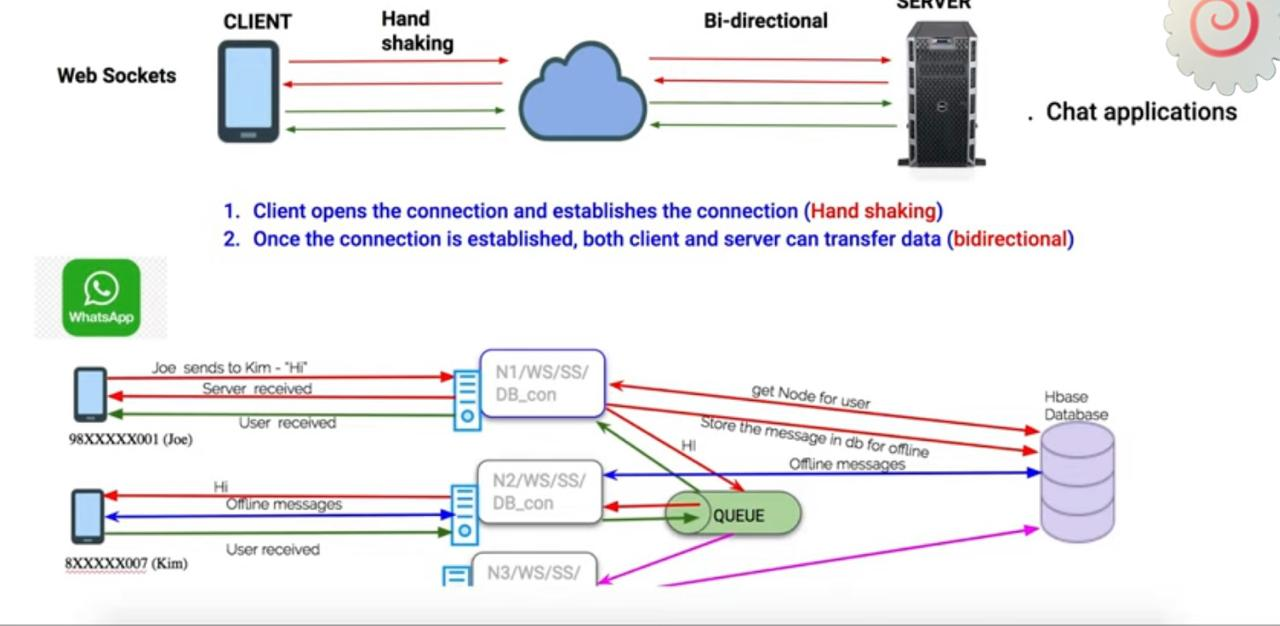 SERVER
CLIENT
Hand
shaking
Bi-directional
Web Sockets
. Chat applications
1. Client opens the connection and establishes the connection (Hand shaking)
2. Once the connection is established, both client and server can transfer data (bidirectional)
WhatsApp
Joe sends to Kim - "Hi"
Server received
User received
98XXXXX001 (Joe)
N1/WS/SS/
DB_con
get Node for user
Store the message in db for offline
HI
Offline messages
Hbase
Database
N2/WS/SS/
DB_con
QUEUE
Hi
Offline messages
User received
8XXXXX007 (Kim)
N3/WS/SS/